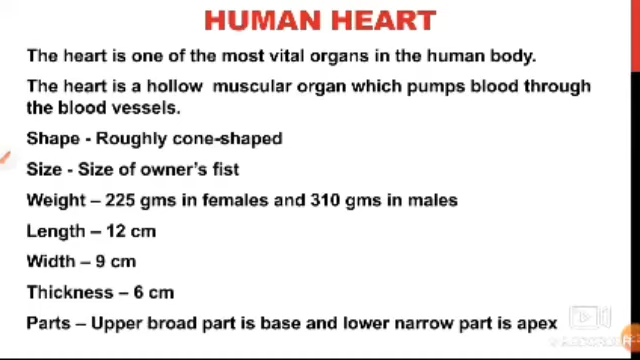 HUMAN HEART
The heart is one of the most vital organs in the human body.
The heart is a hollow muscular organ which pumps blood through
the blood vessels.
Shape - Roughly cone-shaped
Size - Size of owner's fist
Weight – 225 gms in females and 310 gms in males
Length – 12 cm
Width – 9 cm
Thickness – 6 cm
Parts – Upper broad part is base and lower narrow part is apex